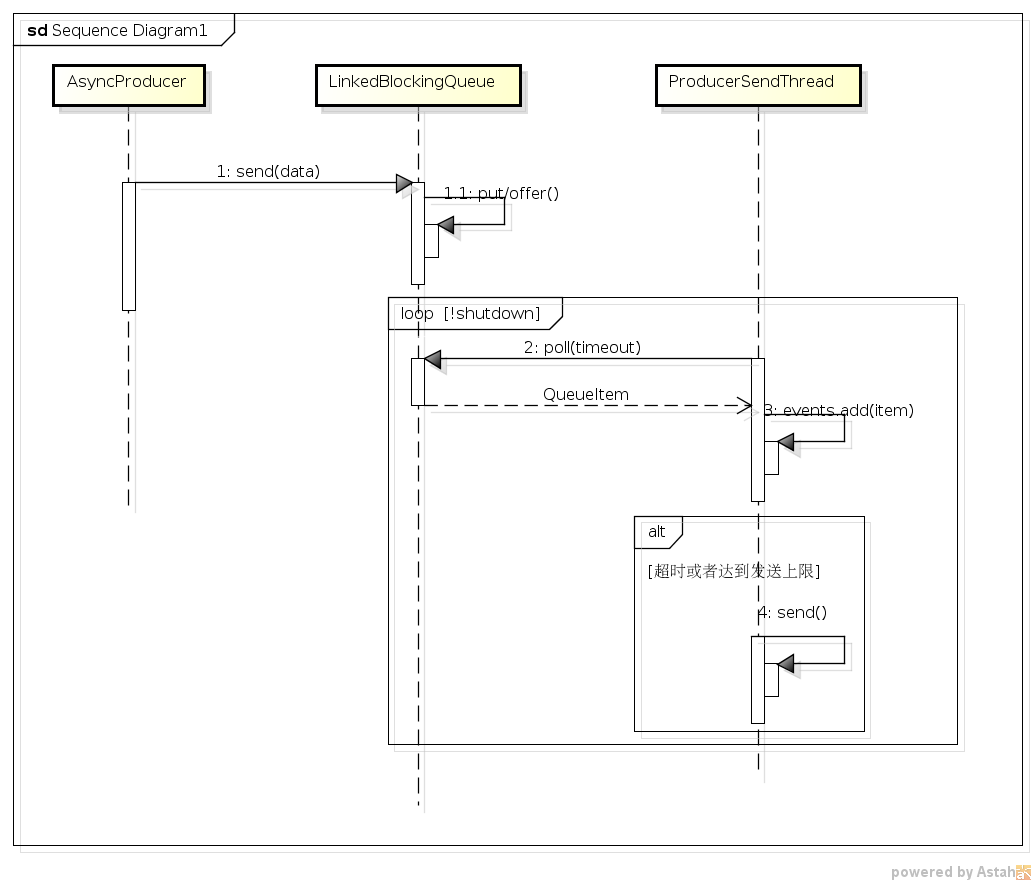 sd Sequence Diagram1
AsyncProducer
LinkedBlockingQueue
ProducerSendThread
1: send(data)
1.1: put/offer()
loop [!shutdown]
2: poll(timeout)
QueueItem
3: events.add(item)
alt
[超时或者达到发送上限]
4: send()
powered by Astah